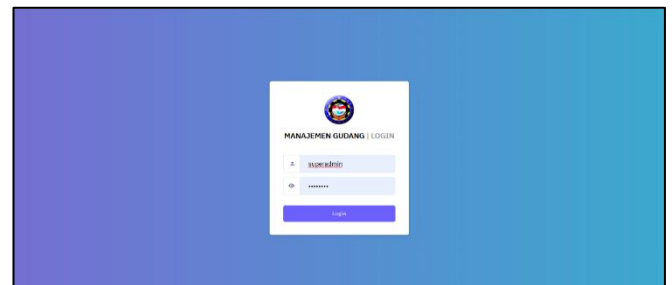 MANAJEMEN GUDANG | LOGIN
superadmin
••••••••
Login